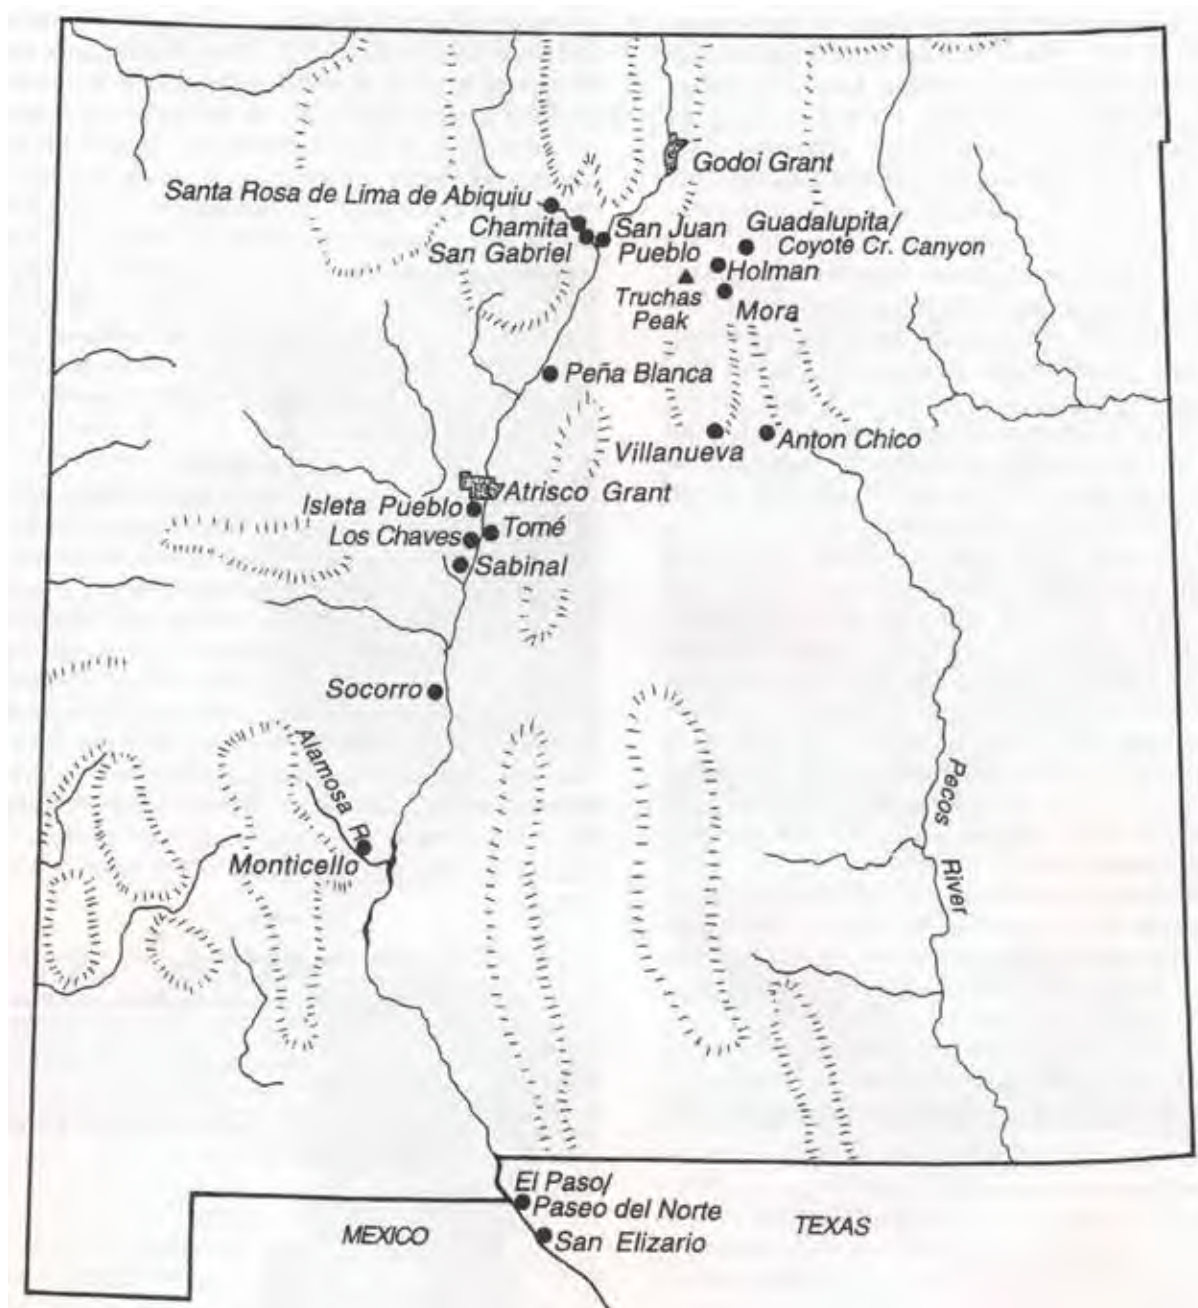 Godoi Grant
Santa Rosa de Lima de Abiquiu
Chamita
San Gabriel
San Juan
Pueblo
Guadalupita/
Coyote Cr. Canyon
Holman
Truchas
Peak
Mora
Peña Blanca
Villanueva
Anton Chico
Atrisco Grant
Isleta Pueblo
Los Chaves
Tomé
Sabinal
Socorro
Alamosa R
Monticello
Pecos
River
El Paso/
Paseo del Norte
San Elizario
MEXICO
TEXAS